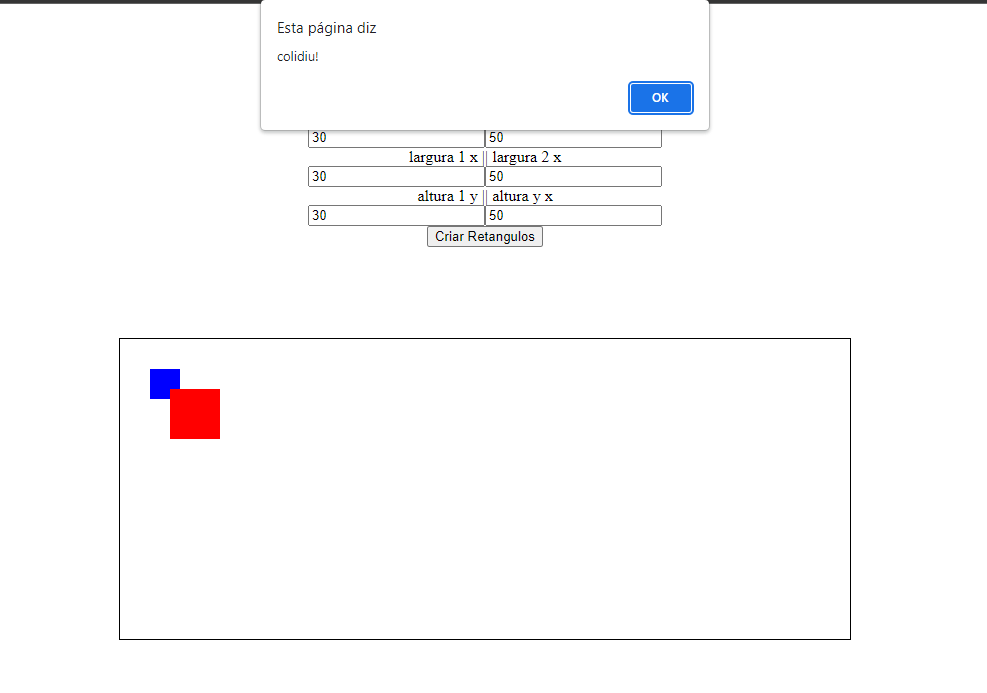 Esta página diz
colidiu!
OK
30 50
largura 1 x || largura 2 x
30 50
altura 1 y || altura y x
30 50
Criar Retangulos